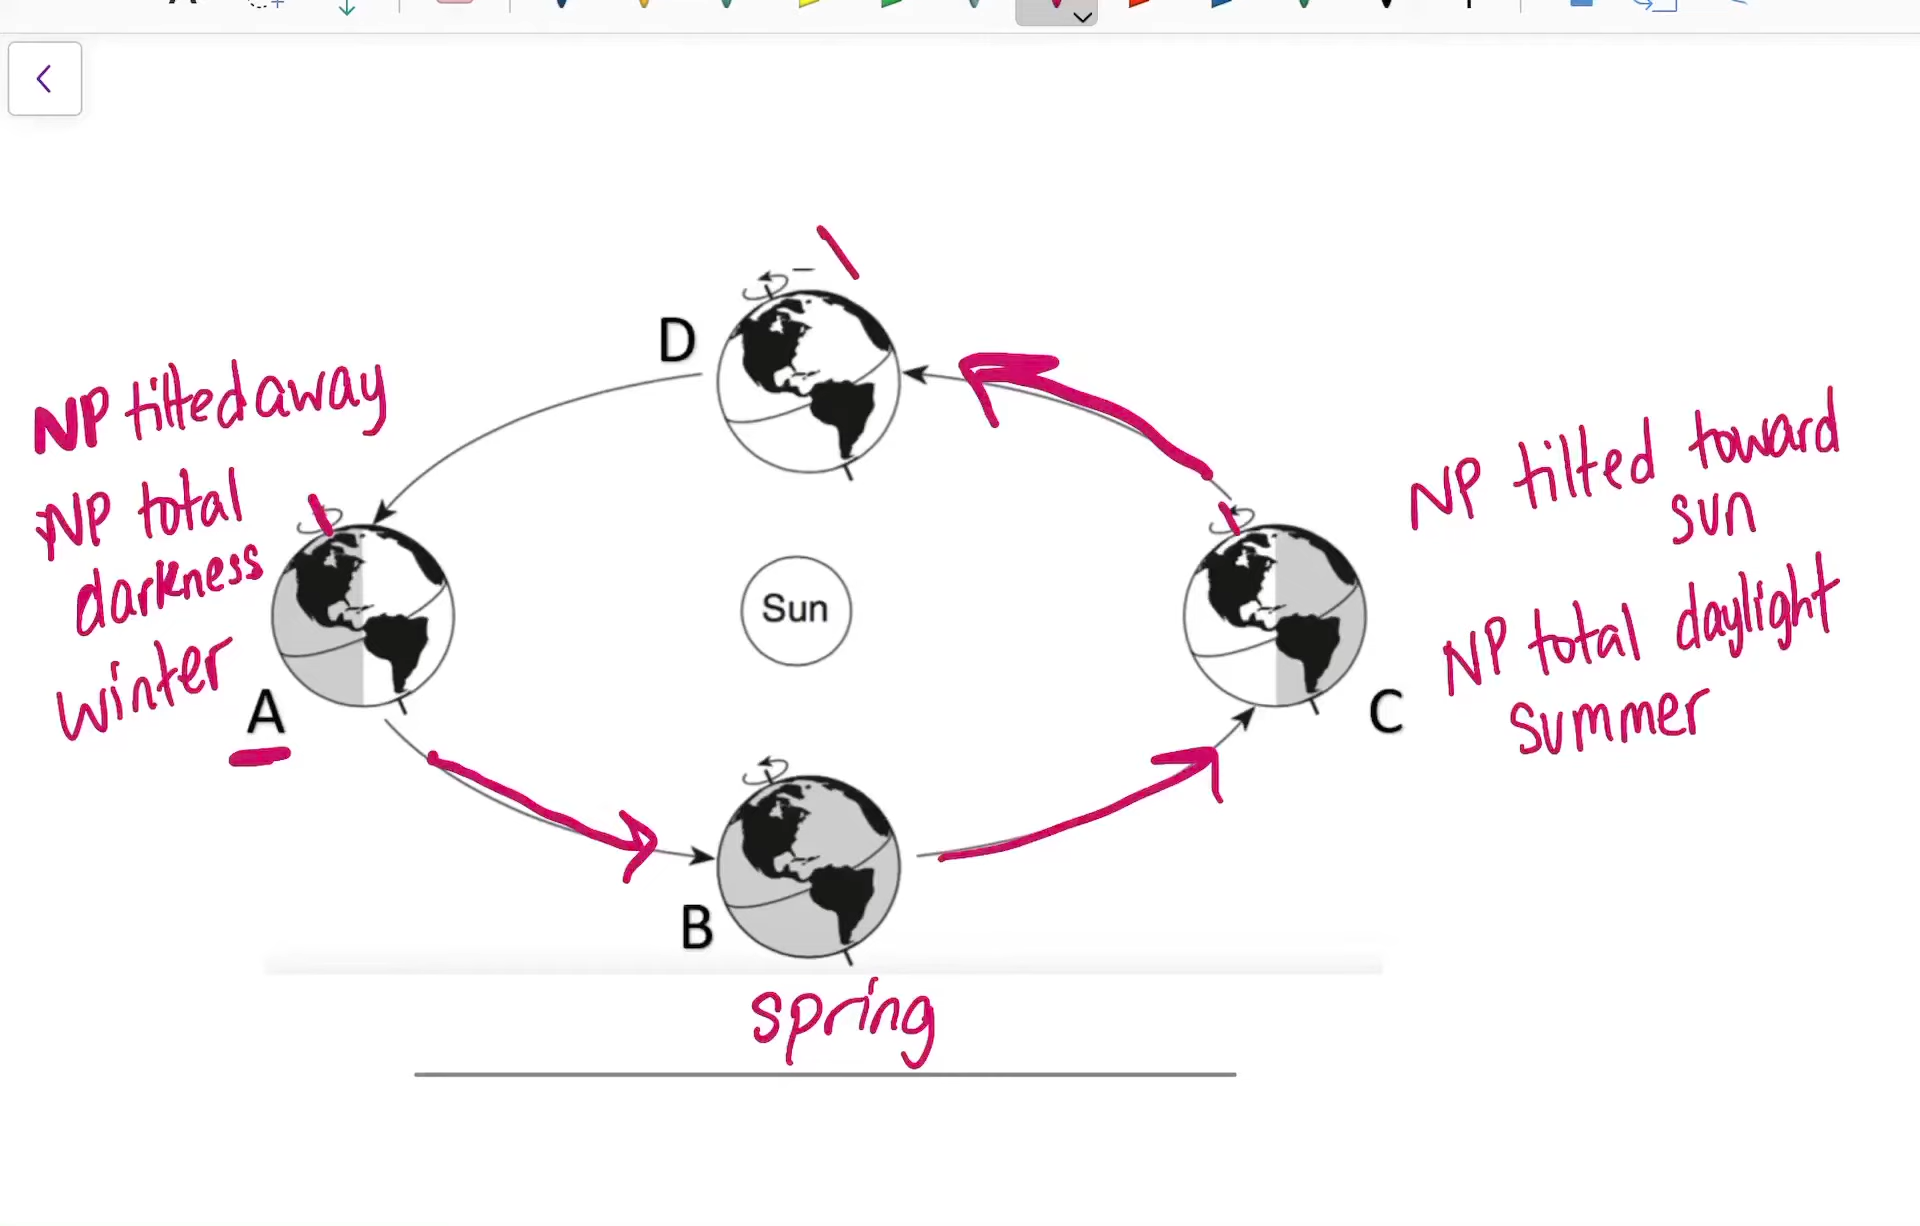 D
NP tilted away
NP total
darkness
winter
A
Sun
NP tilted toward
sun
NP total daylight
summer
C
B
spring